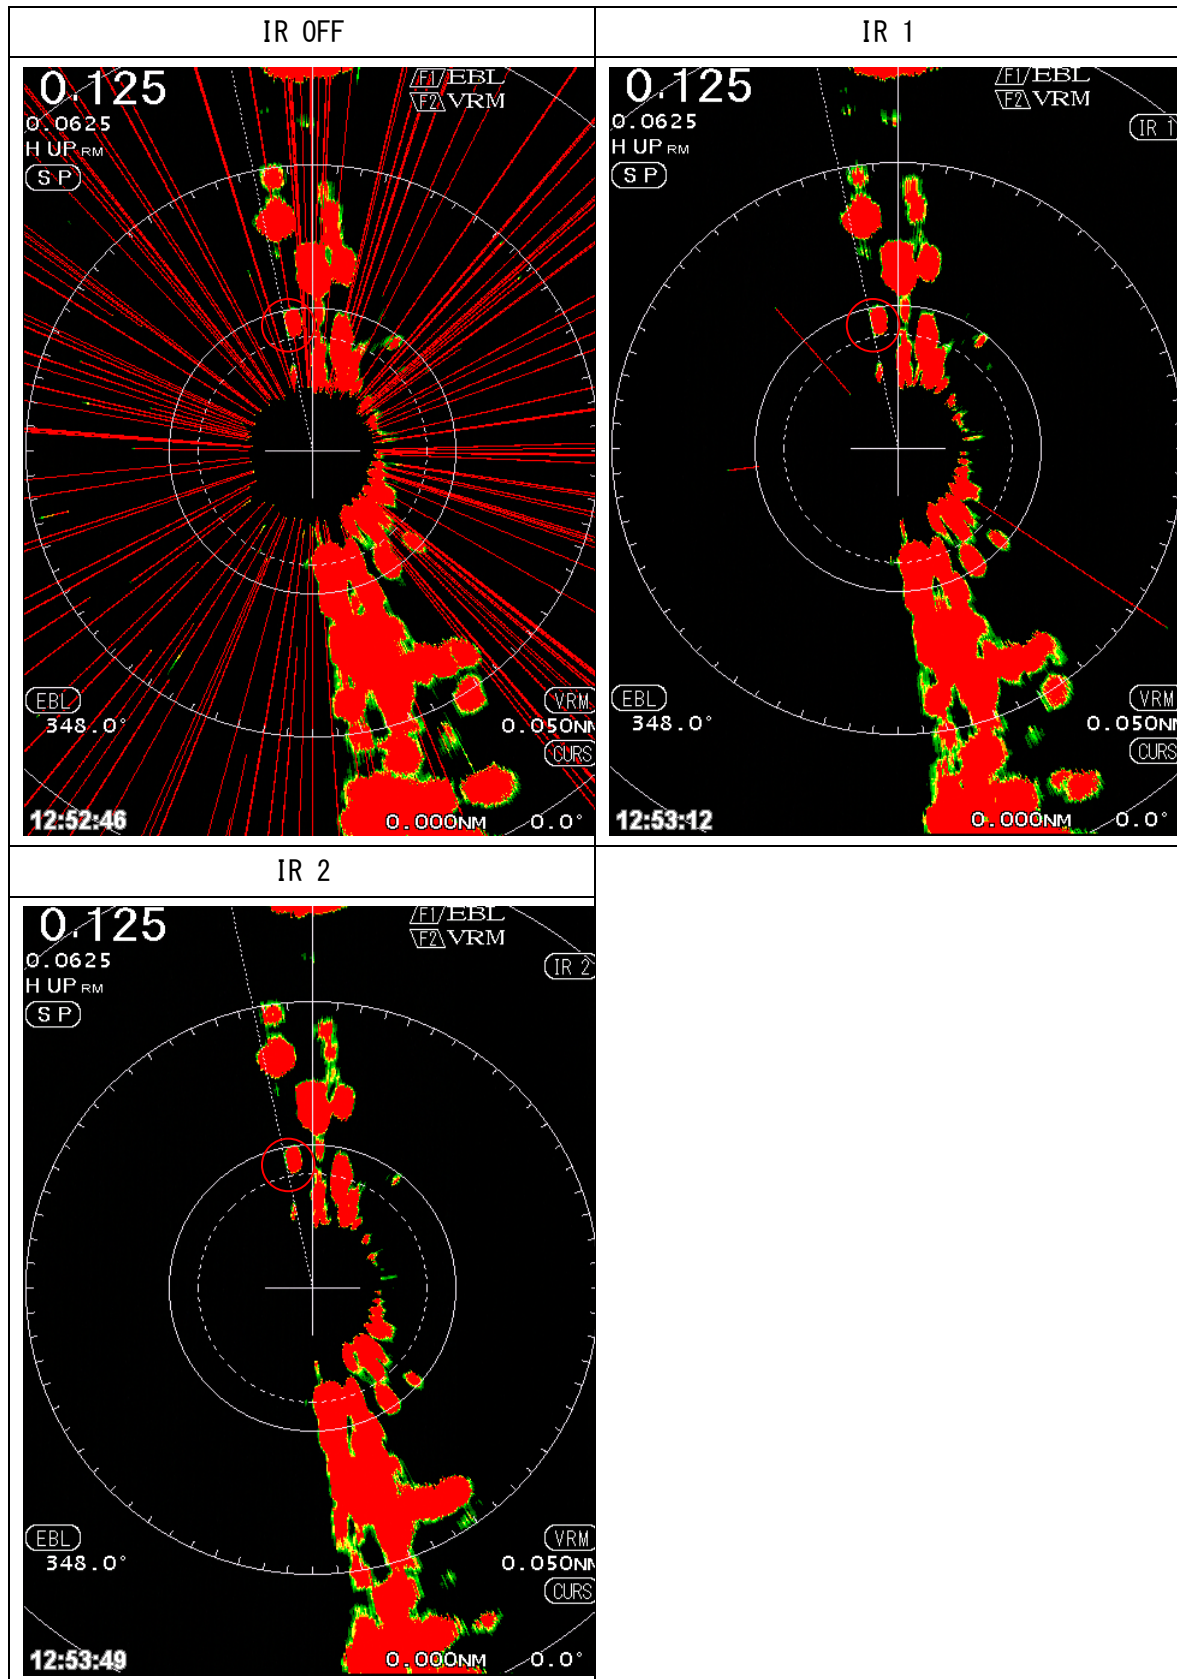 IR OFF
IR 1
0.125
F1 EBL
F2 VRM
0.0625
H UP RM
S P
EBL
348.0°
VRM
0.050NM
CURS
12:52:46
0.000NM
0.0°
0.125
F1 EBL
F2 VRM
0.0625
IR 1
H UP RM
S P
EBL
348.0°
VRM
0.050NM
CURS
12:53:12
0.000NM
0.0°
IR 2
0.125
F1 EBL
F2 VRM
0.0625
IR 2
H UP RM
S P
EBL
348.0°
VRM
0.050NM
CURS
12:53:49
0.000NM
0.0°